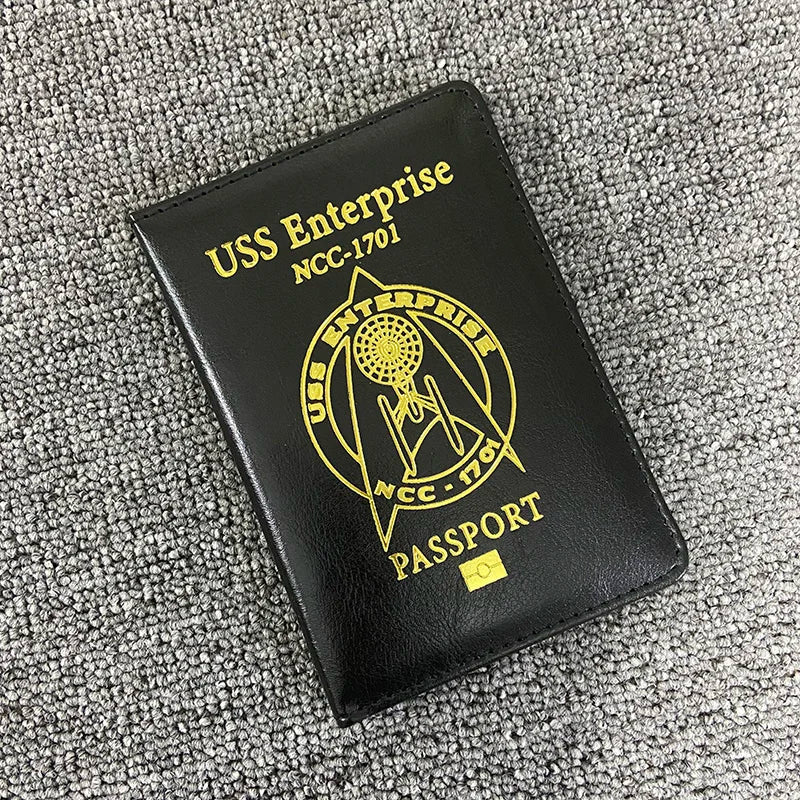 USS Enterprise
NCC-1701
USS ENTERPRISE
NCC - 1701
PASSPORT